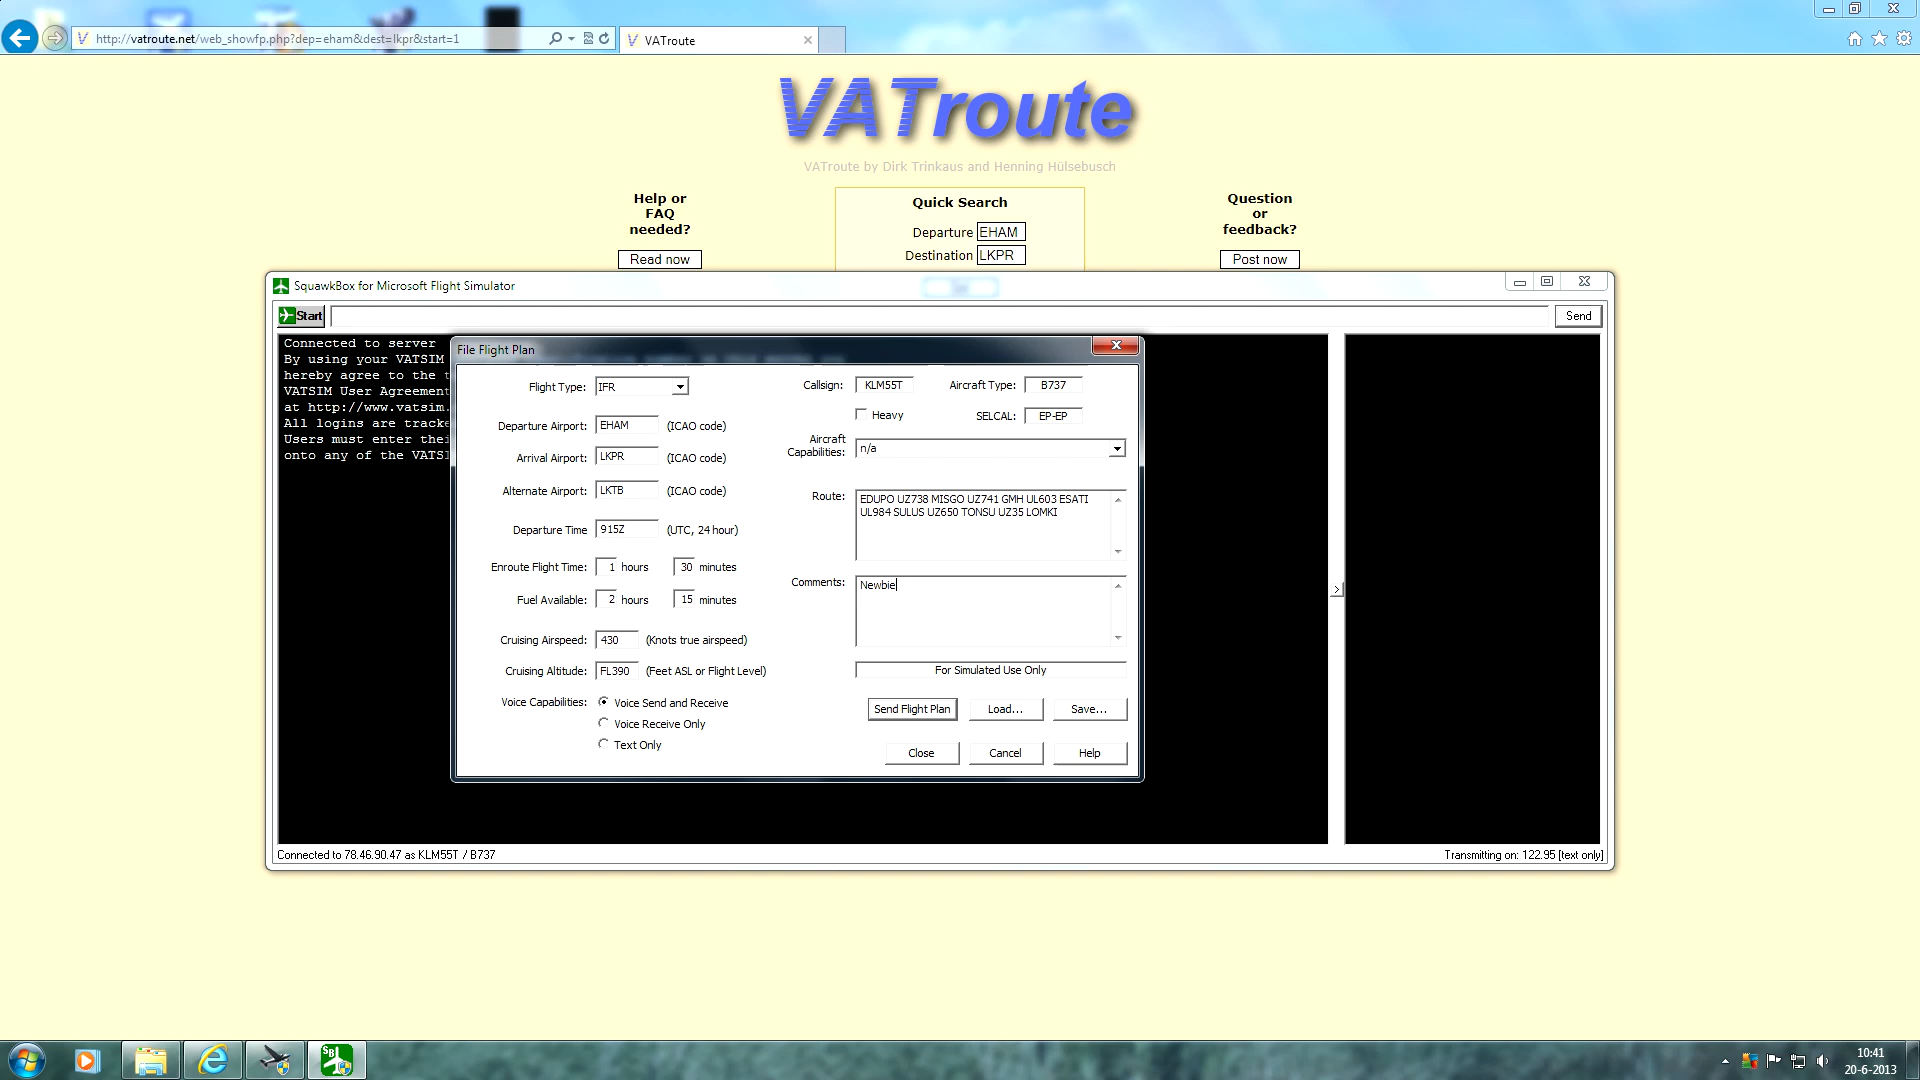 http://vatroute.net/web_showfp.php?dep=eham&dest=lkpr&start=1
VATroute
VATroute
VATroute by Dirk Trinkaus and Henning Hülsebusch
Help or
FAQ
needed?
Read now
Quick Search
Departure EHAM
Destination LKPR
Question
or
feedback?
Post now
SquawkBox for Microsoft Flight Simulator
Start
Send
Connected to server
By using your VATSIM
hereby agree to the
VATSIM User Agreement
at http://www.vatsim.
All logins are tracke
Users must enter thei
onto any of the VATSI
File Flight Plan
Flight Type: IFR
Departure Airport: EHAM (ICAO code)
Arrival Airport: LKPR (ICAO code)
Alternate Airport: LKTB (ICAO code)
Departure Time 915Z (UTC, 24 hour)
Enroute Flight Time: 1 hours 30 minutes
Fuel Available: 2 hours 15 minutes
Cruising Airspeed: 430 (Knots true airspeed)
Cruising Altitude: FL390 (Feet ASL or Flight Level)
Voice Capabilities: Voice Send and Receive
Voice Receive Only
Text Only
Callsign: KLM55T Aircraft Type: B737
Heavy SELCAL: EP-EP
Aircraft
Capabilities: n/a
Route: EDUPO UZ738 MISGO UZ741 GMH UL603 ESATI
UL984 SULUS UZ650 TONSU UZ35 LOMKI
Comments: Newbie
For Simulated Use Only
Send Flight Plan Load... Save...
Close Cancel Help
>
Connected to 78.46.90.47 as KLM55T / B737
Transmitting on: 122.95 [text only]
SB
10:41
20-6-2013